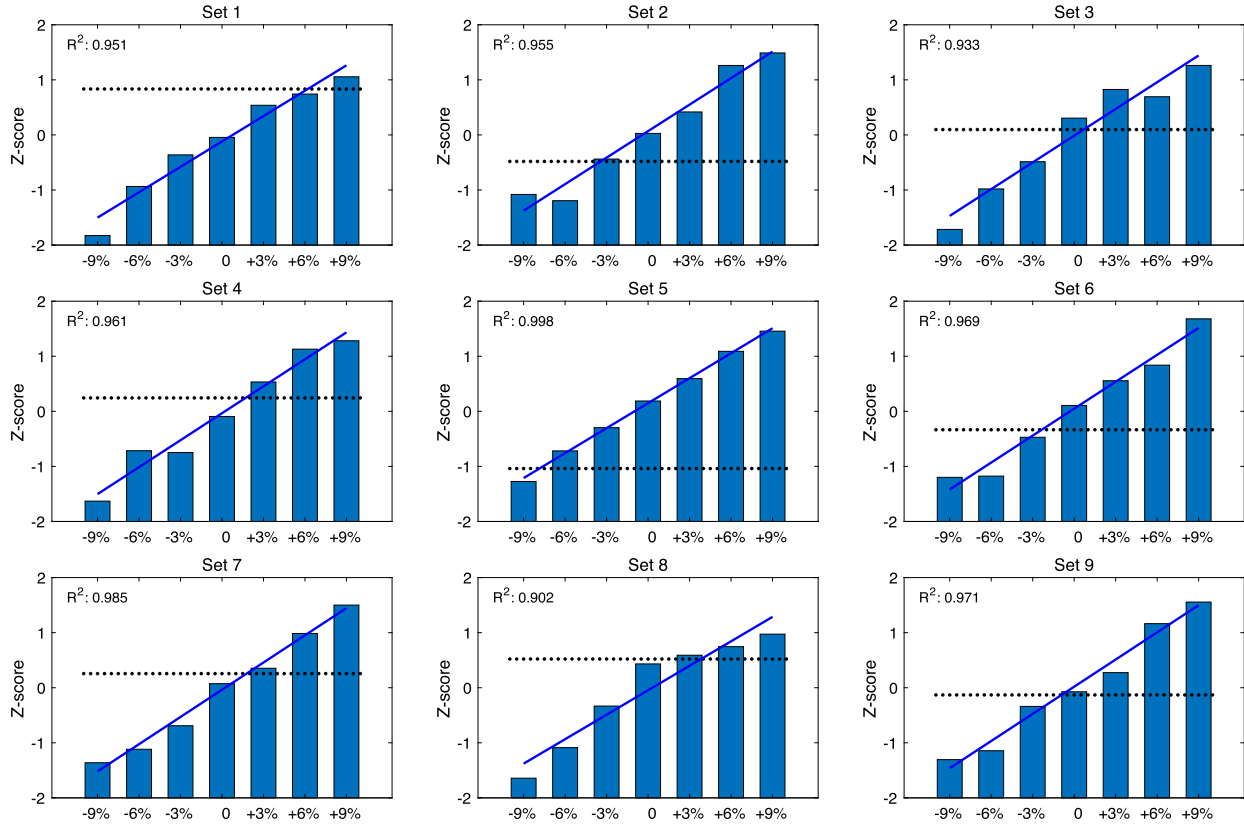 Set 1
R²: 0.951
Z-score
2
1
0
-1
-2
-9% -6% -3% 0 +3% +6% +9%
Set 2
R²: 0.955
Z-score
2
1
0
-1
-2
-9% -6% -3% 0 +3% +6% +9%
Set 3
R²: 0.933
Z-score
2
1
0
-1
-2
-9% -6% -3% 0 +3% +6% +9%
Set 4
R²: 0.961
Z-score
2
1
0
-1
-2
-9% -6% -3% 0 +3% +6% +9%
Set 5
R²: 0.998
Z-score
2
1
0
-1
-2
-9% -6% -3% 0 +3% +6% +9%
Set 6
R²: 0.969
Z-score
2
1
0
-1
-2
-9% -6% -3% 0 +3% +6% +9%
Set 7
R²: 0.985
Z-score
2
1
0
-1
-2
-9% -6% -3% 0 +3% +6% +9%
Set 8
R²: 0.902
Z-score
2
1
0
-1
-2
-9% -6% -3% 0 +3% +6% +9%
Set 9
R²: 0.971
Z-score
2
1
0
-1
-2
-9% -6% -3% 0 +3% +6% +9%